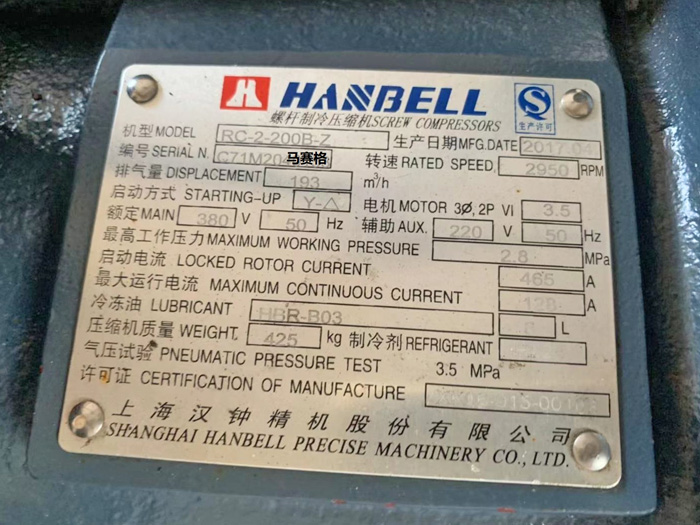 HANBELL
螺杆制冷压缩机SCREW COMPRESSORS
生产许可
机型MODEL RC-2-200B-Z 生产日期MFG.DATE 2017.04
编号SERIAL N. C71M20 马赛格 转速RATED SPEED, 2950 RPM
排气量DISPLACEMENT 193 m³/h
启动方式 STARTING-UP Y-△ 电机MOTOR 3Ø,2P VI 3.5
额定MAIN 380 V 50 Hz 辅助AUX. 220 V 50 Hz
最高工作压力MAXIMUM WORKING PRESSURE 2.8 MPa
启动电流 LOCKED ROTOR CURRENT 465 A
最大运行电流 MAXIMUM CONTINUOUS CURRENT 128 A
冷冻油 LUBRICANT HBR-B03 8 L
压缩机质量WEIGHT, 425 kg 制冷剂REFRIGERANT
气压试验 PNEUMATIC PRESSURE TEST 3.5 MPa
许可证 CERTIFICATION OF MANUFACTURE
上海汉钟精机股份有限公司
SHANGHAI HANBELL PRECISE MACHINERY CO., LTD.